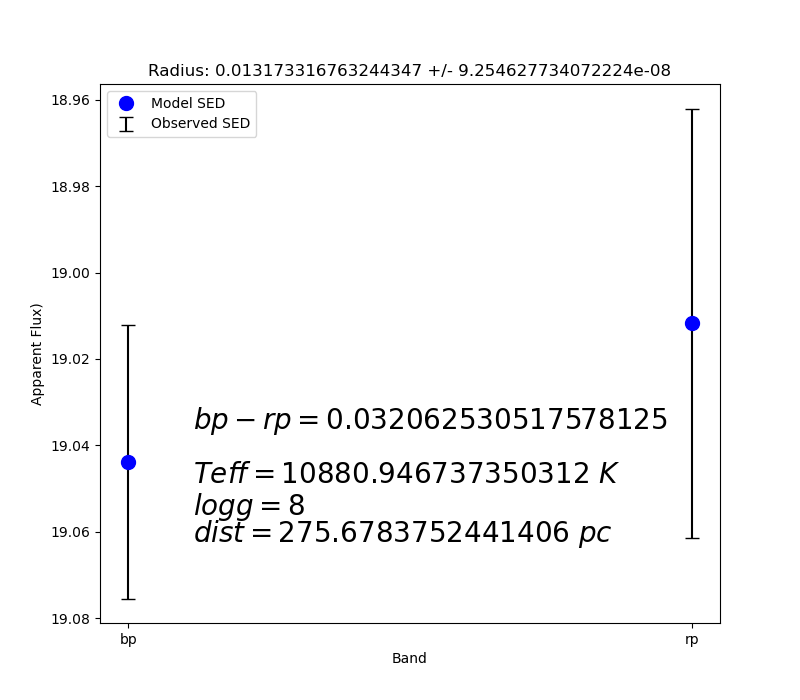 Radius: 0.013173316763244347 +/- 9.254627734072224e-08
Model SED
Observed SED
18.96
18.98
19.00
19.02
19.04
19.06
19.08
Apparent Flux)
bp − rp = 0.032062530517578125
Teff = 10880.946737350312 K
logg = 8
dist = 275.6783752441406 pc
bp
rp
Band